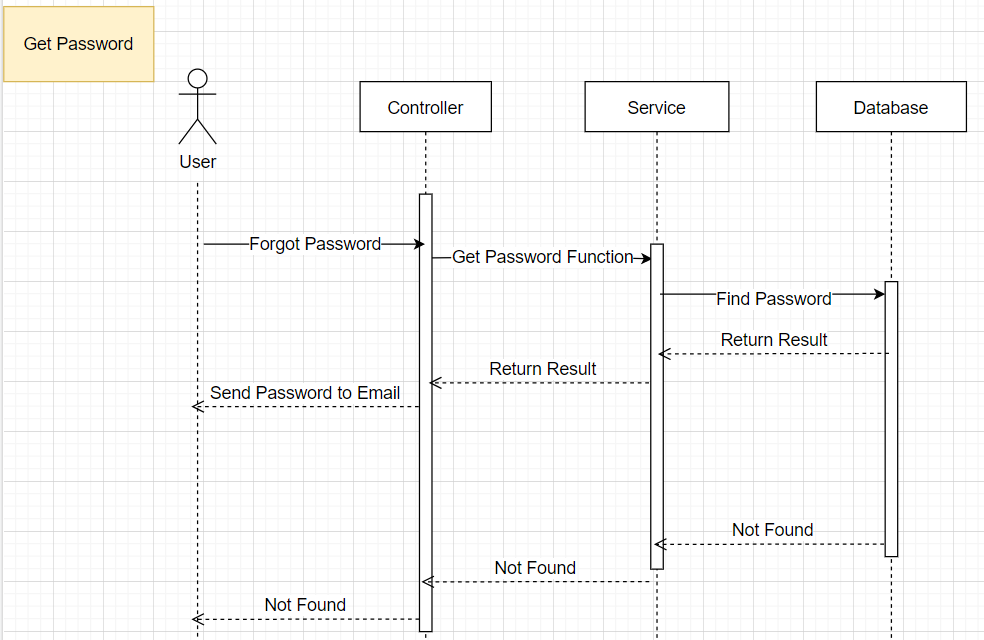 Get Password
Controller
Service
Database
User
Forgot Password
Get Password Function
Find Password
Return Result
Return Result
Send Password to Email
Not Found
Not Found
Not Found